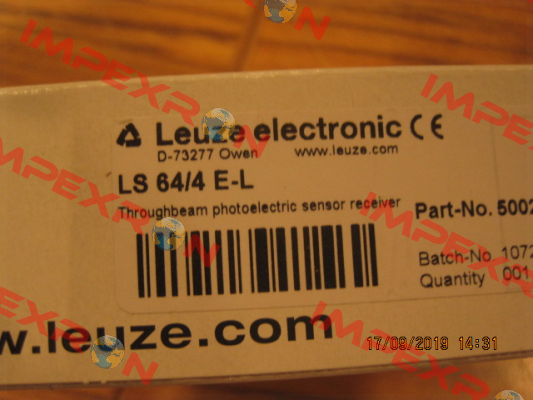 Leuze electronic CE
D-73277 Owen www.leuze.com
LS 64/4 E-L
Throughbeam photoelectric sensor receiver
Part-No. 5002
Batch-No 1072
Quantity 001
w.leuze.com
17/09/2019 14:31
IMPEXRON
IMPEXRON
IMPEXRON